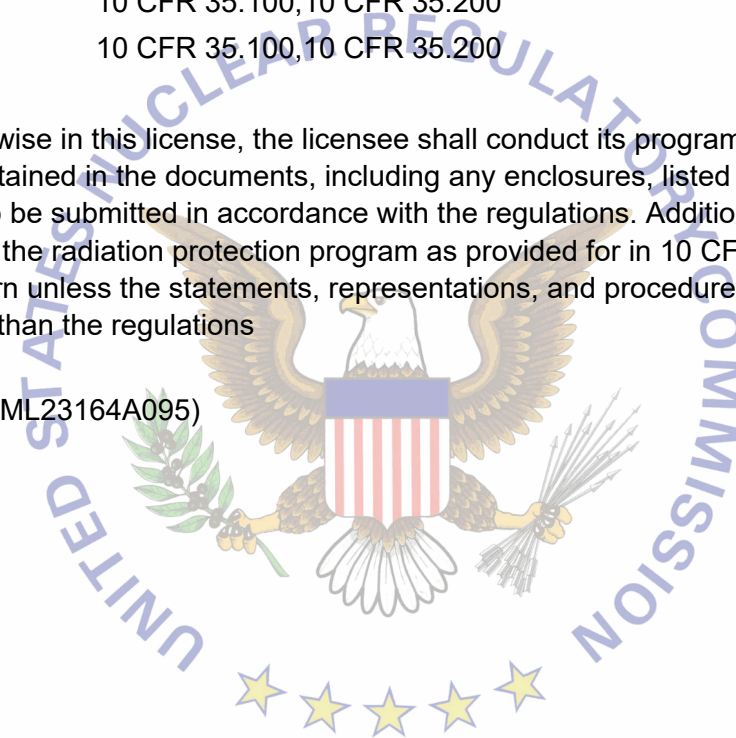 10 CFR 35.100,10 CFR 35.200
10 CFR 35.100,10 CFR 35.200
wise in this license, the licensee shall conduct its program
tained in the documents, including any enclosures, listed
be submitted in accordance with the regulations. Additio
the radiation protection program as provided for in 10 CF
rn unless the statements, representations, and procedure
than the regulations
ML23164A095)
UNITED STATES NUCLEAR REGULATORY COMMISSION